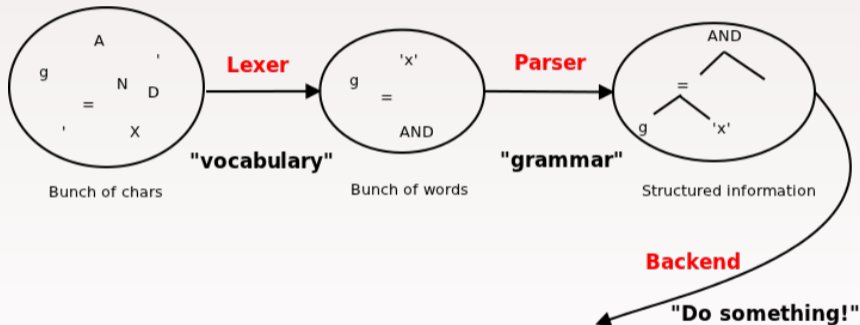 A
'
g
N
D
=
'
X
Lexer
"vocabulary"
Bunch of chars
'x'
g
=
AND
Parser
"grammar"
Bunch of words
AND
=
g
'x'
Structured information
Backend
"Do something!"